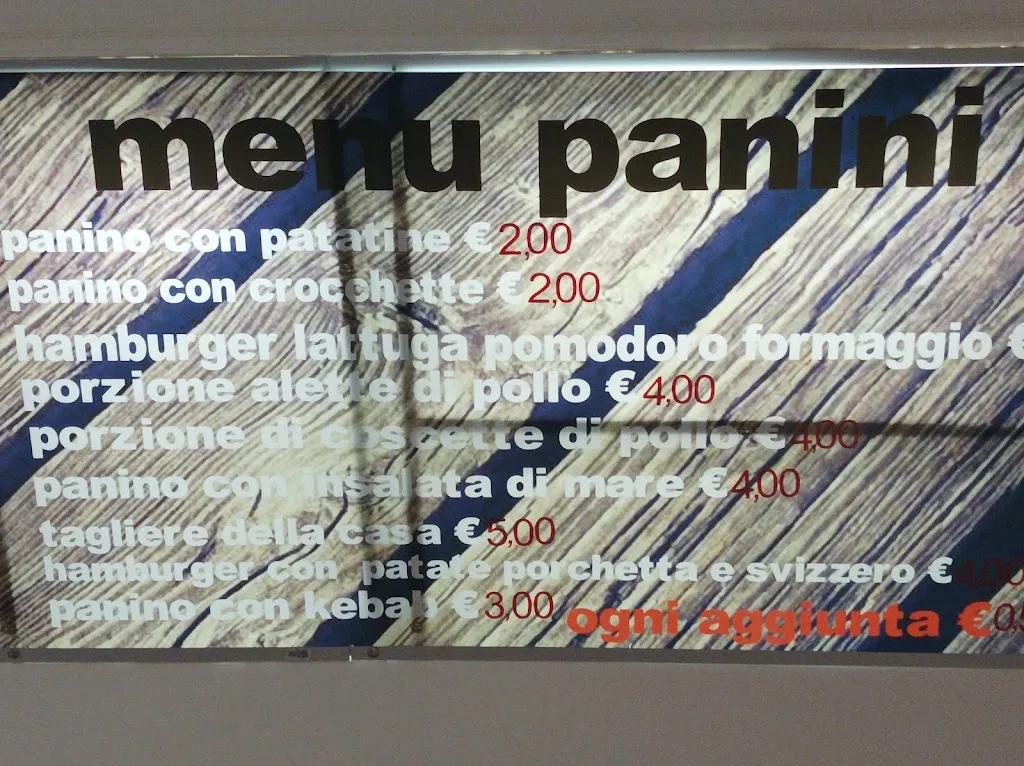 menu panini
panino con patatine € 2,00
panino con crocchette € 2,00
hamburger lattuga pomodoro formaggio €
porzione alette di pollo € 4,00
porzione di coscette di pollo € 4,00
panino con insalata di mare € 4,00
tagliere della casa € 5,00
hamburger con patate porchetta e svizzero € 4,00
panino con kebab € 3,00 ogni aggiunta €